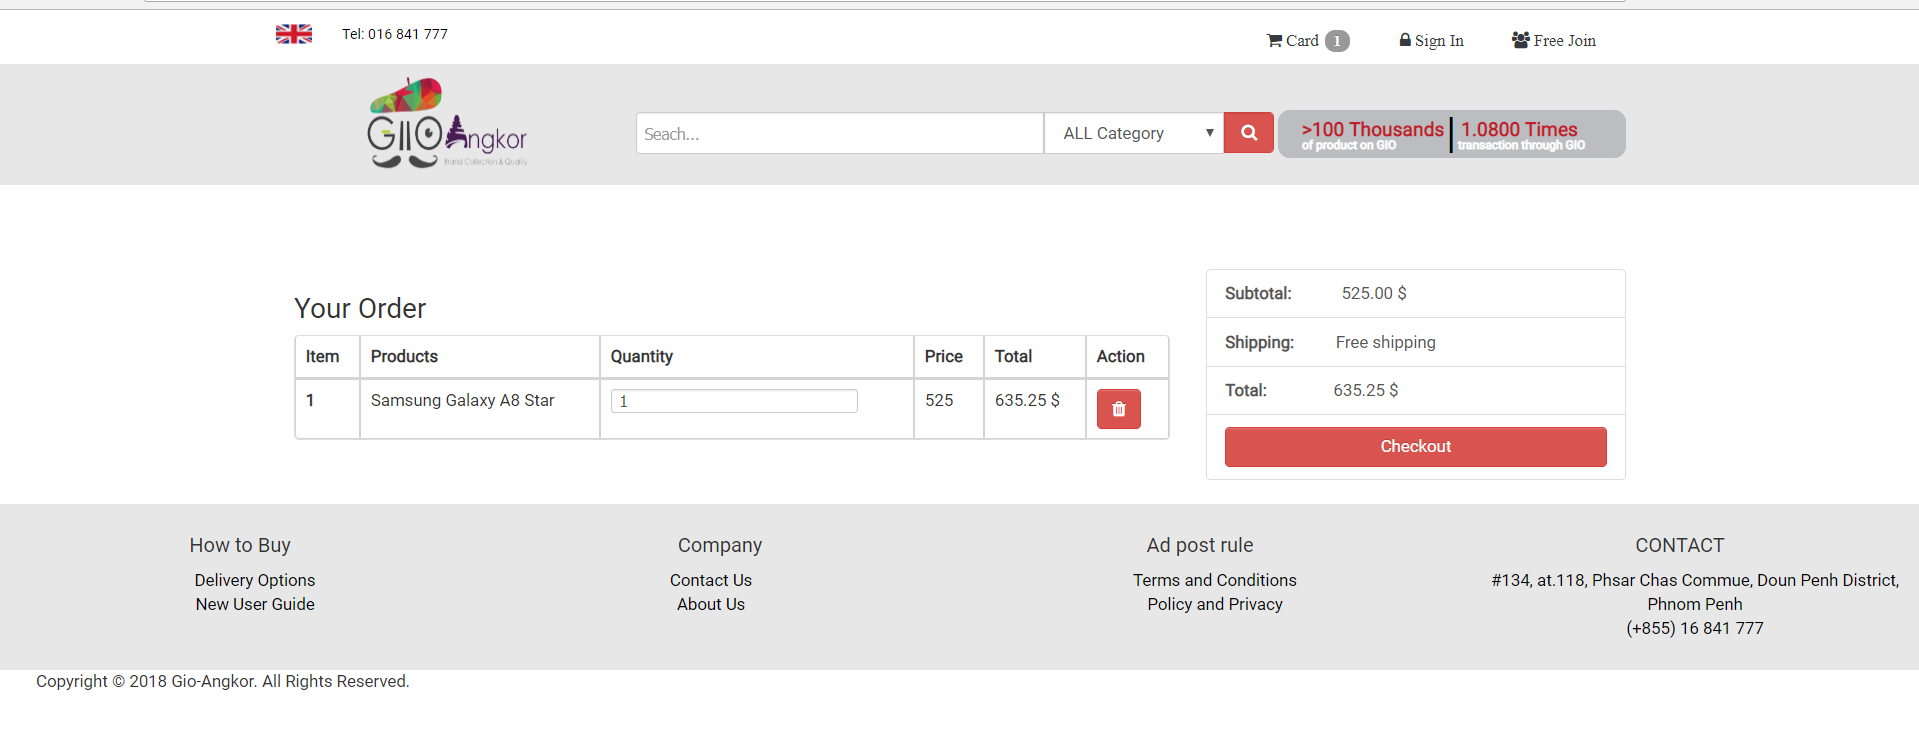 Tel: 016 841 777
Card 1
Sign In
Free Join
GIIO Angkor
Brand Collection & Quality
Seach...
ALL Category
>100 Thousands
of product on GIO
1.0800 Times
transaction through GIO
Your Order
Item Products Quantity Price Total Action
1 Samsung Galaxy A8 Star 1 525 635.25 $
Subtotal: 525.00 $
Shipping: Free shipping
Total: 635.25 $
Checkout
How to Buy
Delivery Options
New User Guide
Company
Contact Us
About Us
Ad post rule
Terms and Conditions
Policy and Privacy
CONTACT
#134, at.118, Phsar Chas Commue, Doun Penh District,
Phnom Penh
(+855) 16 841 777
Copyright © 2018 Gio-Angkor. All Rights Reserved.